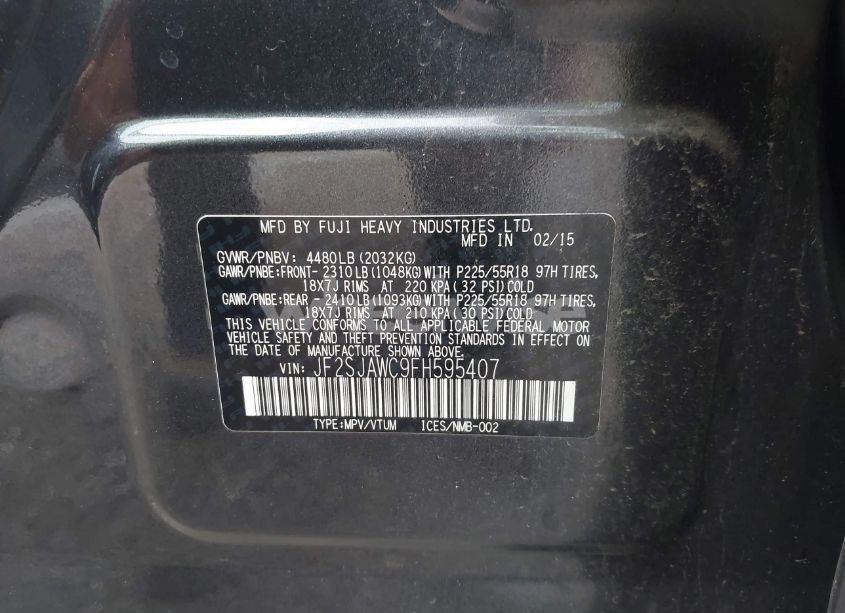 MFD BY FUJI HEAVY INDUSTRIES LTD.
MFD IN 02/15
GVWR/PNBV: 4480LB (2032KG)
GAWR/PNBE:FRONT- 2310LB (1048KG) WITH P225/55R18 97H TIRES,
18X7J RIMS AT 220 KPA ( 32 PSI) COLD
GAWR/PNBE:REAR - 2410LB (1093KG) WITH P225/55R18 97H TIRES,
18X7J RIMS AT 210 KPA ( 30 PSI) COLD
THIS VEHICLE CONFORMS TO ALL APPLICABLE FEDERAL MOTOR
VEHICLE SAFETY AND THEFT PREVENTION STANDARDS IN EFFECT
ON THE DATE OF MANUFACTURE SHOWN ABOVE.
VIN: JF2SJAWC9FH595407
TYPE:MPV/VTUM ICES/NMB-002